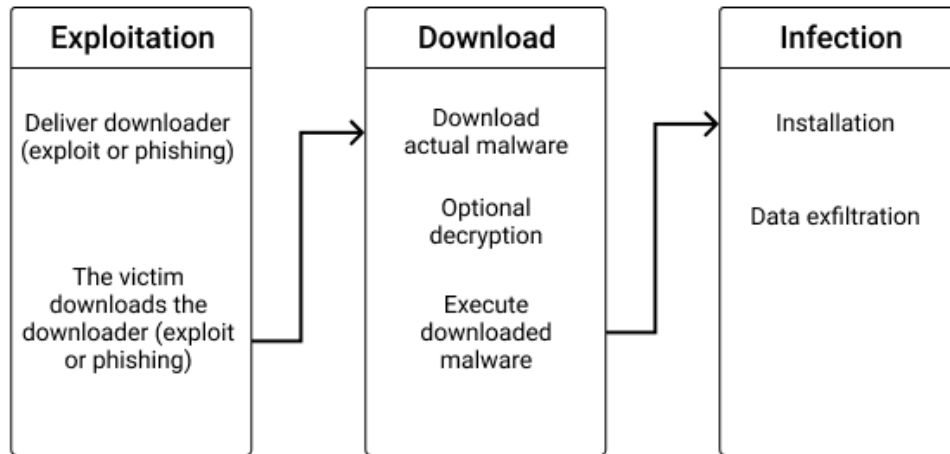 Exploitation
Deliver downloader
(exploit or phishing)
The victim
downloads the
downloader (exploit
or phishing)
Download
Download
actual malware
Optional
decryption
Execute
downloaded
malware
Infection
Installation
Data exfiltration